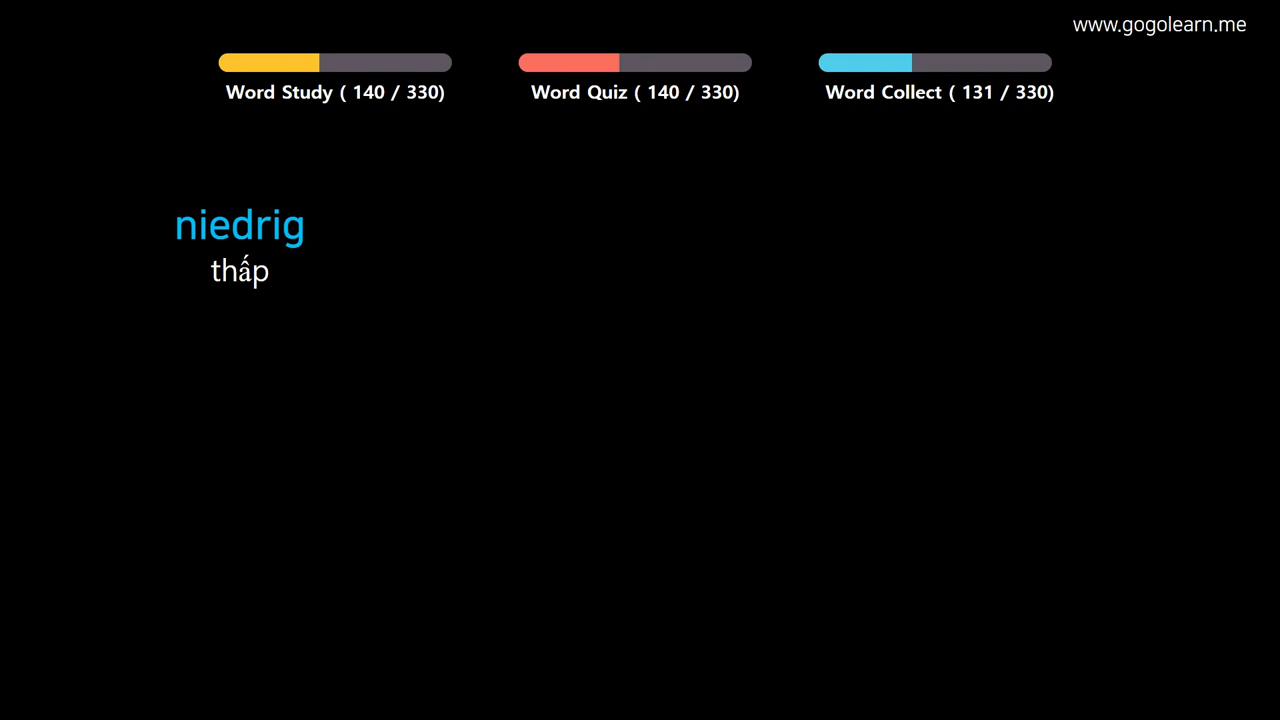 www.gogolearn.me
Word Study ( 140 / 330)
Word Quiz ( 140 / 330)
Word Collect ( 131 / 330)
niedrig
thấp